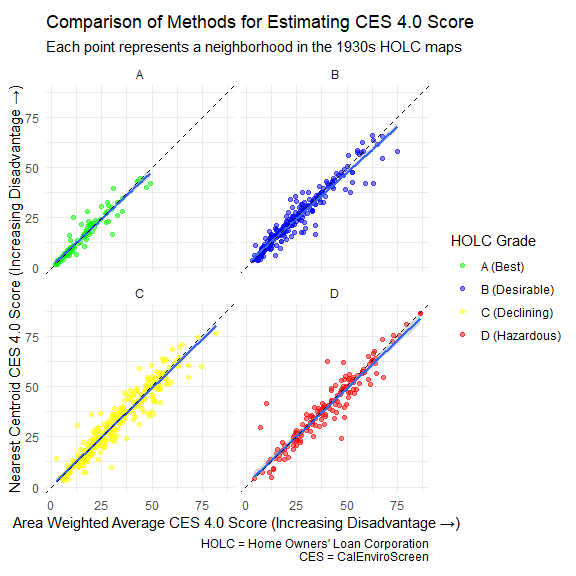 Comparison of Methods for Estimating CES 4.0 Score
Each point represents a neighborhood in the 1930s HOLC maps
A
B
75
50
25
0
C
D
75
50
25
0
0
25
50
75
0
25
50
75
Nearest Centroid CES 4.0 Score (Increasing Disadvantage →)
Area Weighted Average CES 4.0 Score (Increasing Disadvantage →)
HOLC Grade
A (Best)
B (Desirable)
C (Declining)
D (Hazardous)
HOLC = Home Owners' Loan Corporation
CES = CalEnviroScreen